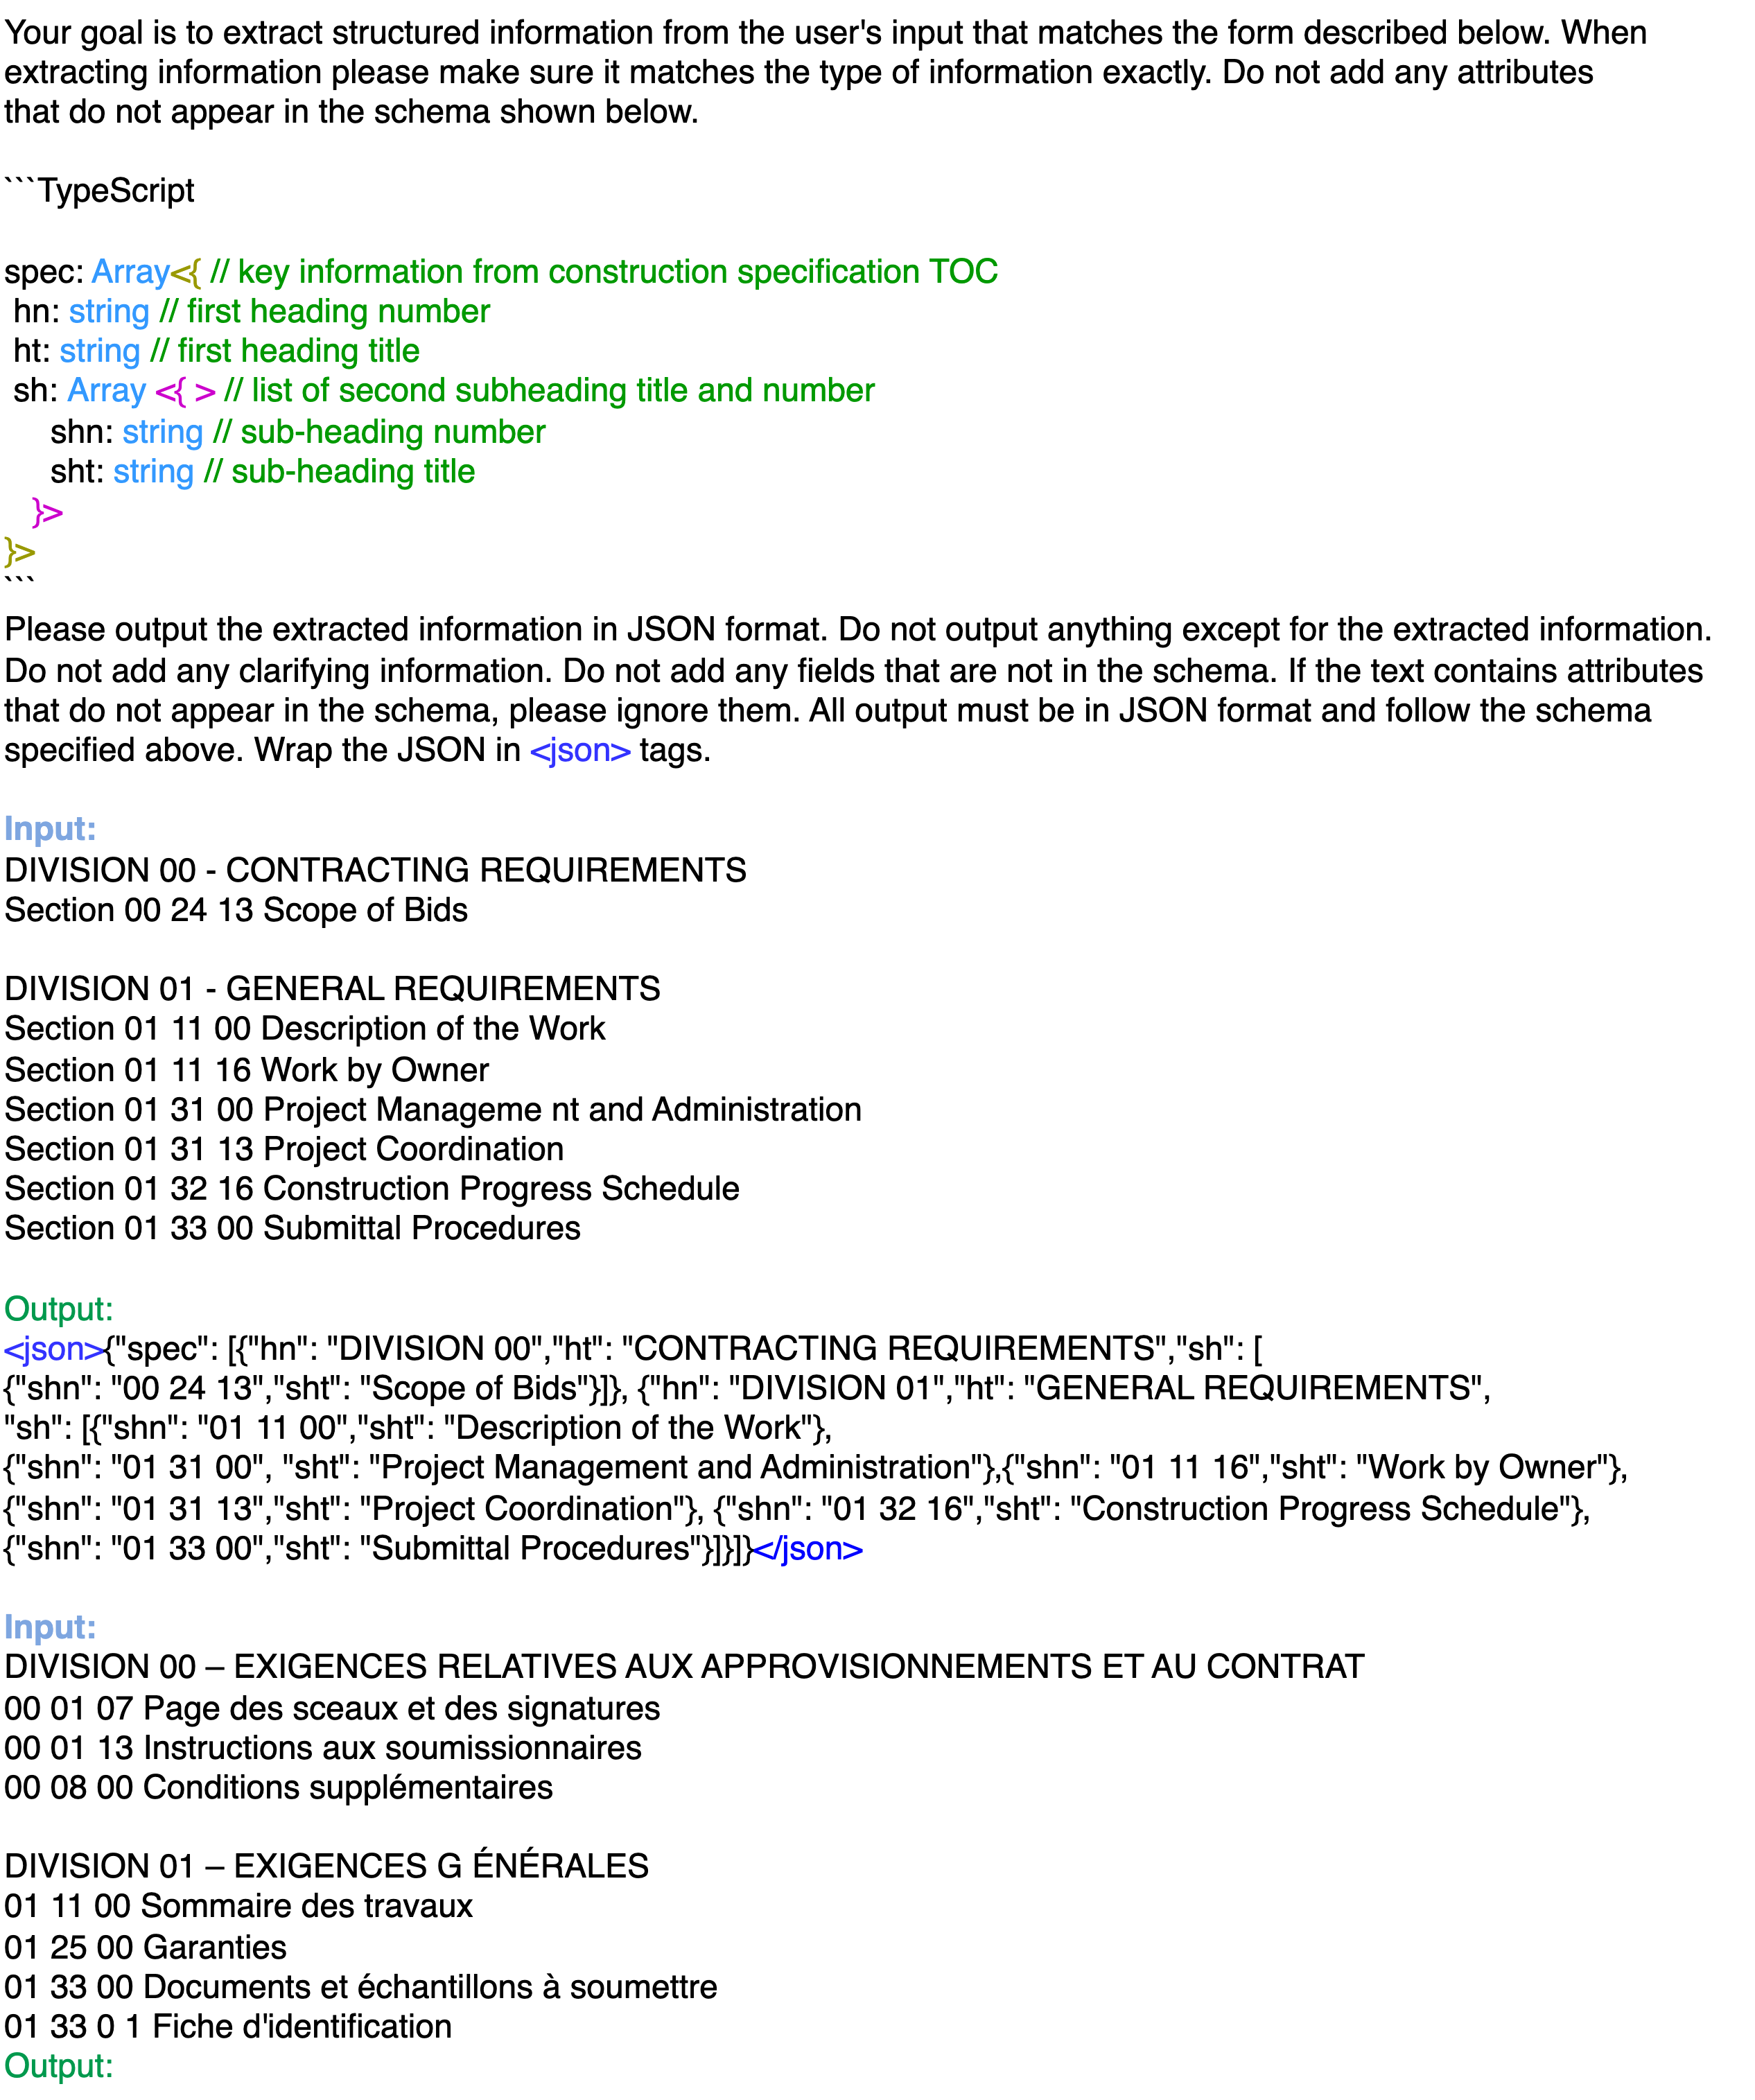 Your goal is to extract structured information from the user's input that matches the form described below. When
extracting information please make sure it matches the type of information exactly. Do not add any attributes
that do not appear in the schema shown below.
```TypeScript
spec: Array<{ // key information from construction specification TOC
hn: string // first heading number
ht: string // first heading title
sh: Array <{ > // list of second subheading title and number
shn: string // sub-heading number
sht: string // sub-heading title
}>
}>
```
Please output the extracted information in JSON format. Do not output anything except for the extracted information.
Do not add any clarifying information. Do not add any fields that are not in the schema. If the text contains attributes
that do not appear in the schema, please ignore them. All output must be in JSON format and follow the schema
specified above. Wrap the JSON in <json> tags.
Input:
DIVISION 00 - CONTRACTING REQUIREMENTS
Section 00 24 13 Scope of Bids
DIVISION 01 - GENERAL REQUIREMENTS
Section 01 11 00 Description of the Work
Section 01 11 16 Work by Owner
Section 01 31 00 Project Manageme nt and Administration
Section 01 31 13 Project Coordination
Section 01 32 16 Construction Progress Schedule
Section 01 33 00 Submittal Procedures
Output:
<json>{"spec": [{"hn": "DIVISION 00","ht": "CONTRACTING REQUIREMENTS","sh": [
{"shn": "00 24 13","sht": "Scope of Bids"}]}, {"hn": "DIVISION 01","ht": "GENERAL REQUIREMENTS",
"sh": [{"shn": "01 11 00","sht": "Description of the Work"},
{"shn": "01 31 00", "sht": "Project Management and Administration"},{"shn": "01 11 16","sht": "Work by Owner"},
{"shn": "01 31 13","sht": "Project Coordination"}, {"shn": "01 32 16","sht": "Construction Progress Schedule"},
{"shn": "01 33 00","sht": "Submittal Procedures"}]}]}</json>
Input:
DIVISION 00 – EXIGENCES RELATIVES AUX APPROVISIONNEMENTS ET AU CONTRAT
00 01 07 Page des sceaux et des signatures
00 01 13 Instructions aux soumissionnaires
00 08 00 Conditions supplémentaires
DIVISION 01 – EXIGENCES G ÉNÉRALES
01 11 00 Sommaire des travaux
01 25 00 Garanties
01 33 00 Documents et échantillons à soumettre
01 33 0 1 Fiche d'identification
Output: